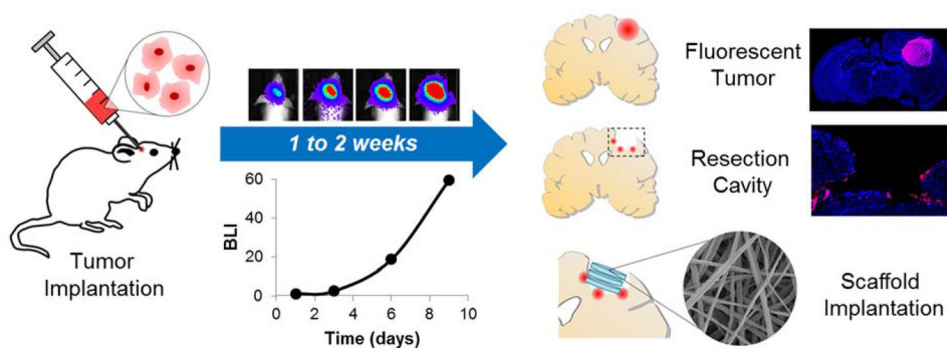 Tumor
Implantation
1 to 2 weeks
BLI
60
40
20
0
0 2 4 6 8 10
Time (days)
Fluorescent
Tumor
Resection
Cavity
Scaffold
Implantation